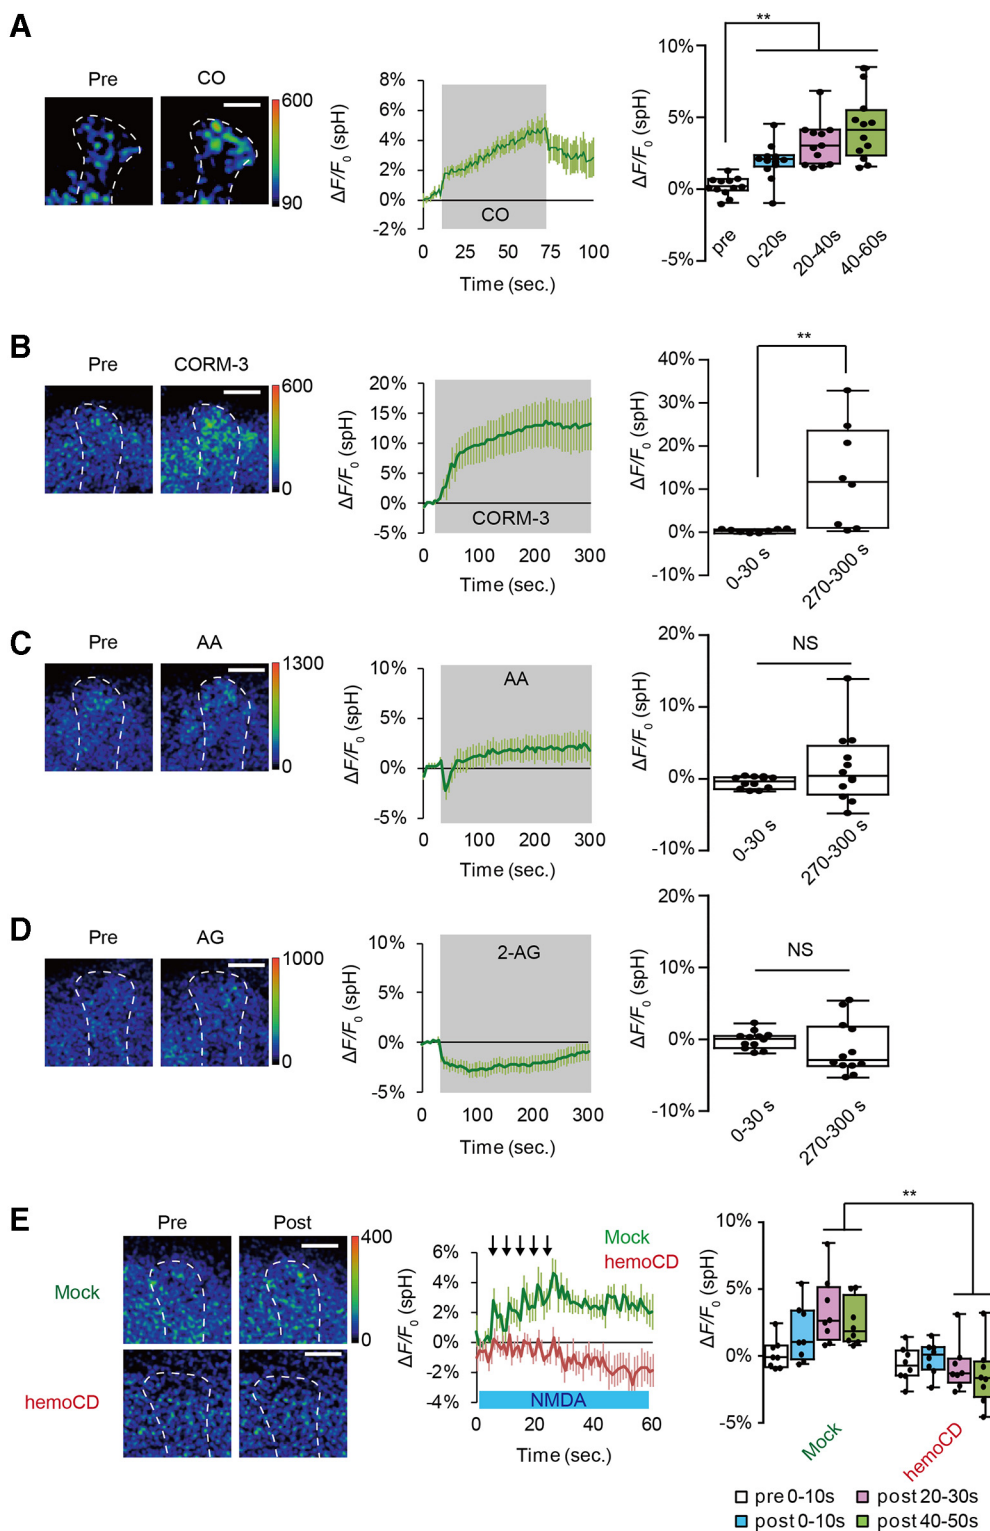 A
Pre
CO
600
90
ΔF/F0 (spH)
8%
6%
4%
2%
0%
-2%
CO
0 25 50 75 100
Time (sec.)
ΔF/F0 (spH)
**
10%
5%
0%
-5%
pre
0-20s
20-40s
40-60s
B
Pre
CORM-3
600
0
ΔF/F0 (spH)
20%
15%
10%
5%
0%
-5%
CORM-3
0 100 200 300
Time (sec.)
ΔF/F0 (spH)
**
40%
30%
20%
10%
0%
-10%
0-30 s
270-300 s
C
Pre
AA
1300
0
ΔF/F0 (spH)
10%
5%
0%
-5%
AA
0 100 200 300
Time (sec.)
ΔF/F0 (spH)
NS
20%
10%
0%
-10%
0-30 s
270-300 s
D
Pre
AG
1000
0
ΔF/F0 (spH)
10%
5%
0%
-5%
2-AG
0 100 200 300
Time (sec.)
ΔF/F0 (spH)
NS
20%
10%
0%
-10%
0-30 s
270-300 s
E
Pre
Post
Mock
hemoCD
400
0
ΔF/F0 (spH)
6%
4%
2%
0%
-2%
-4%
Mock
hemoCD
NMDA
0 20 40 60
Time (sec.)
ΔF/F0 (spH)
**
10%
5%
0%
-5%
Mock
hemoCD
pre 0-10s
post 20-30s
post 0-10s
post 40-50s